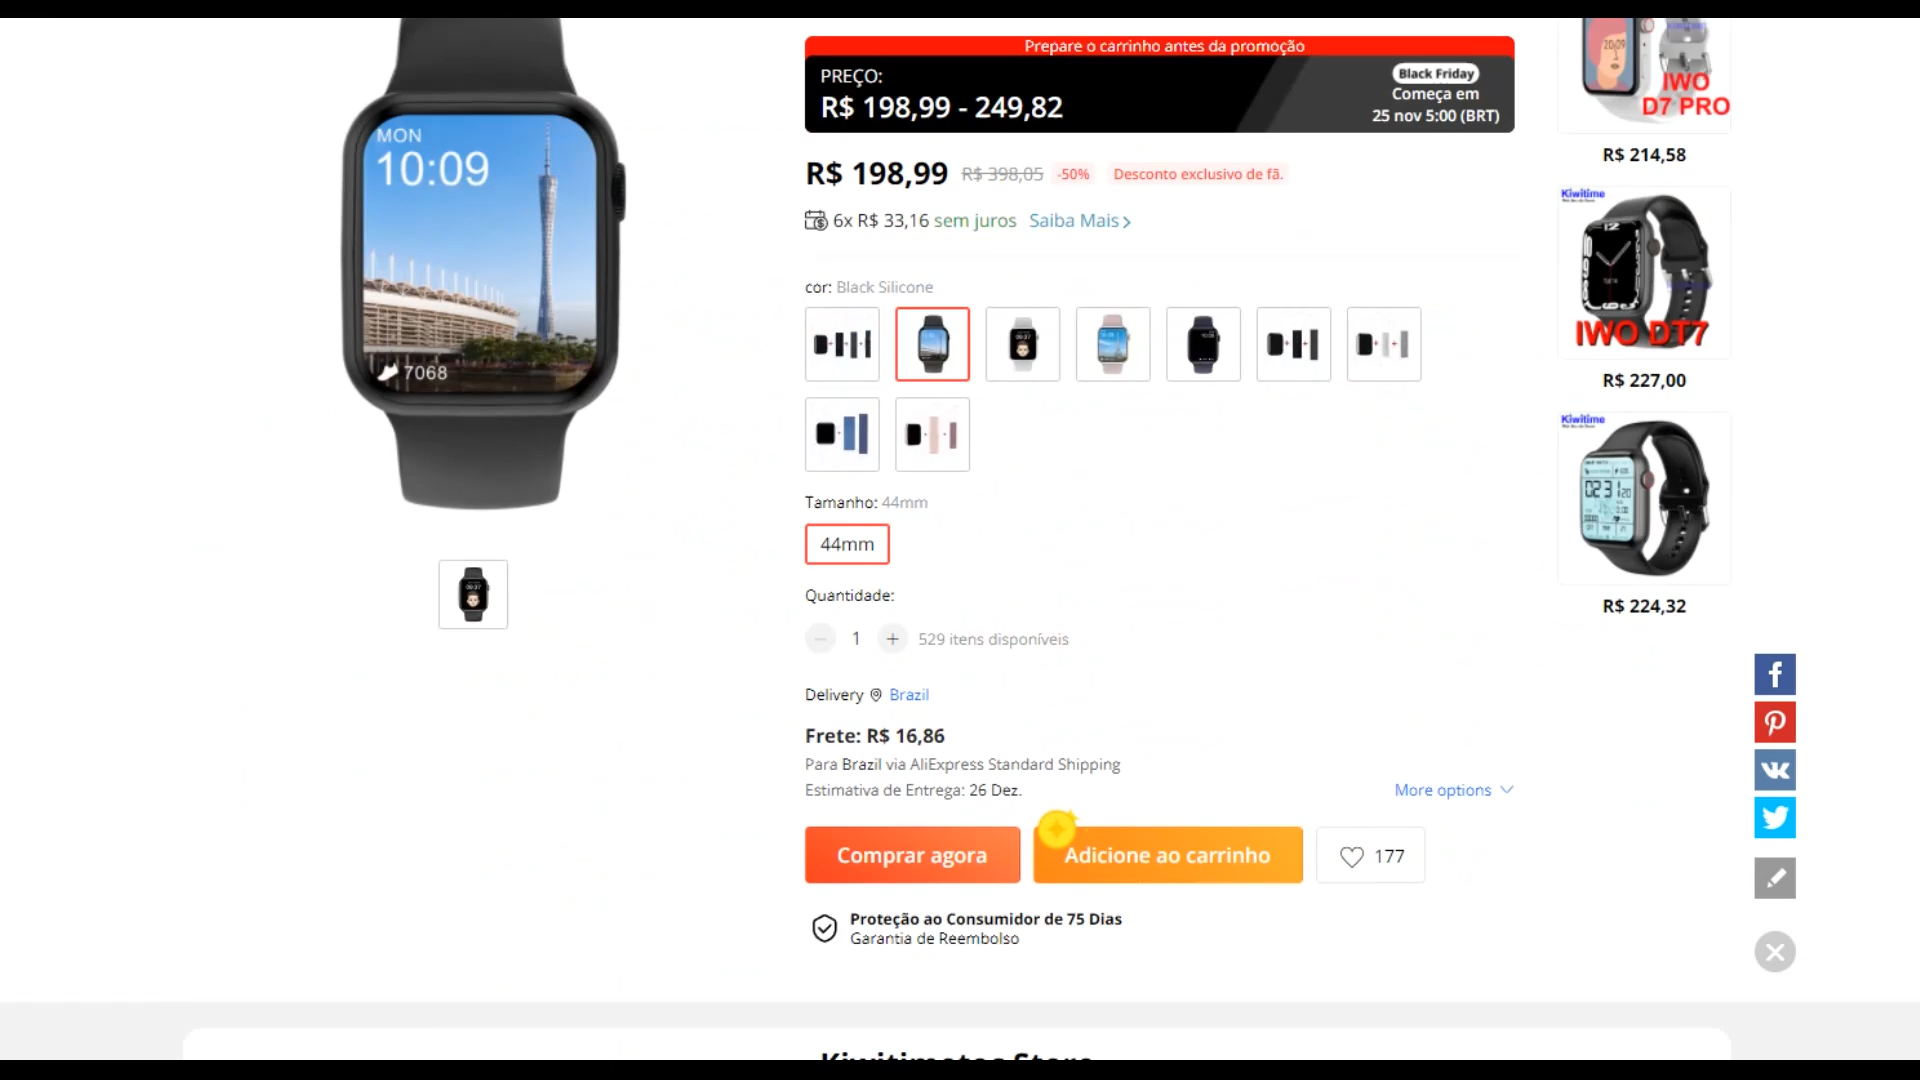 MON
10:09
7068
Prepare o carrinho antes da promoção
PREÇO:
R$ 198,99 - 249,82
Black Friday
Começa em
25 nov 5:00 (BRT)
R$ 198,99 R$ 398,05 -50% Desconto exclusivo de fã.
6x R$ 33,16 sem juros Saiba Mais
cor: Black Silicone
Tamanho: 44mm
44mm
Quantidade:
1 + 529 itens disponíveis
Delivery Brazil
Frete: R$ 16,86
Para Brazil via AliExpress Standard Shipping
Estimativa de Entrega: 26 Dez.
More options
Comprar agora
Adicione ao carrinho
177
Proteção ao Consumidor de 75 Dias
Garantia de Reembolso
IWO
D7 PRO
R$ 214,58
Kiwitime
IWO DT7
R$ 227,00
Kiwitime
R$ 224,32